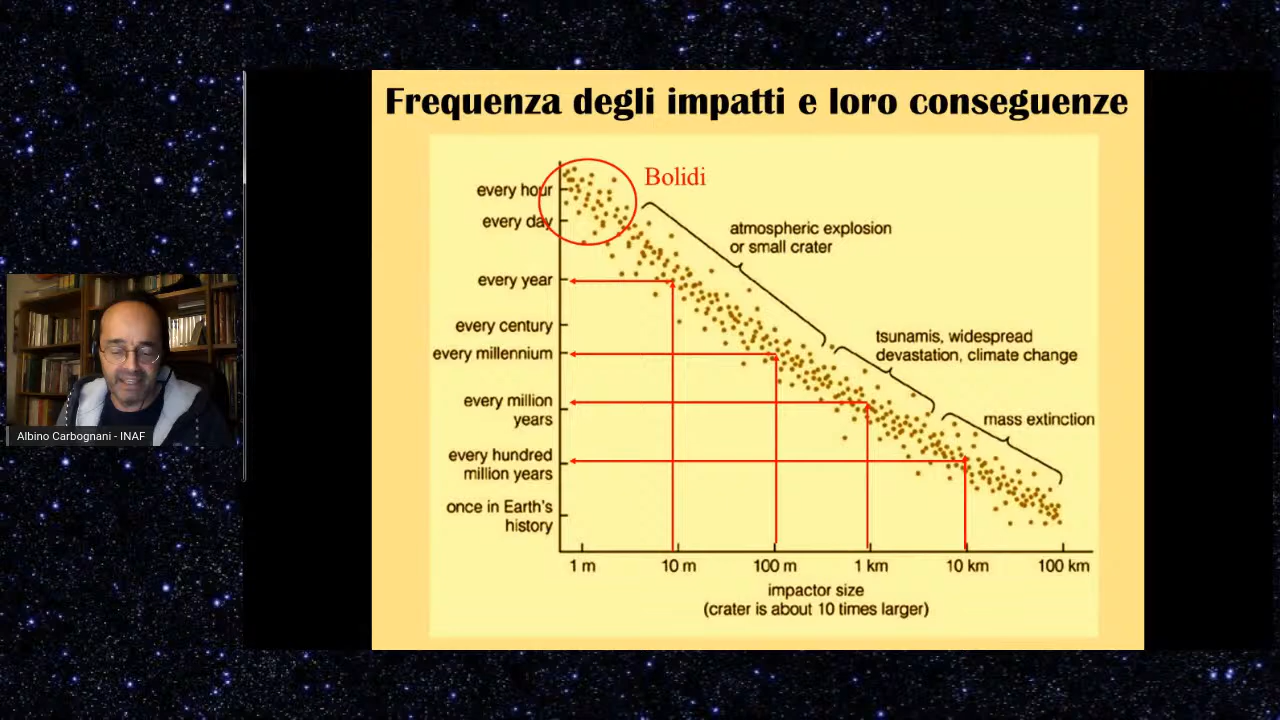 Frequenza degli impatti e loro conseguenze
Bolidi
every hour
every day
every year
every century
every millennium
every million
years
every hundred
million years
once in Earth's
history
atmospheric explosion
or small crater
tsunamis, widespread
devastation, climate change
mass extinction
1 m
10 m
100 m
1 km
10 km
100 km
impactor size
(crater is about 10 times larger)
Albino Carbognani - INAF